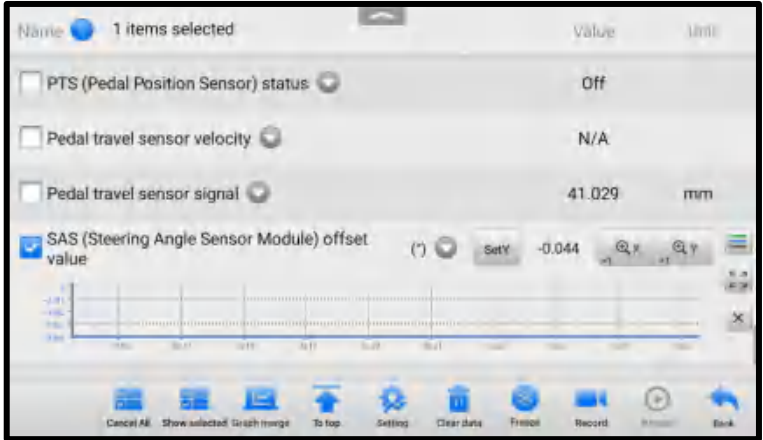 Name 1 items selected Value Unit
PTS (Pedal Position Sensor) status Off
Pedal travel sensor velocity N/A
Pedal travel sensor signal 41.029 mm
SAS (Steering Angle Sensor Module) offset
value (°) SetY -0.044 X Y
Cancel All Show selected Graph merge To top Setting Clear data Freeze Record Back